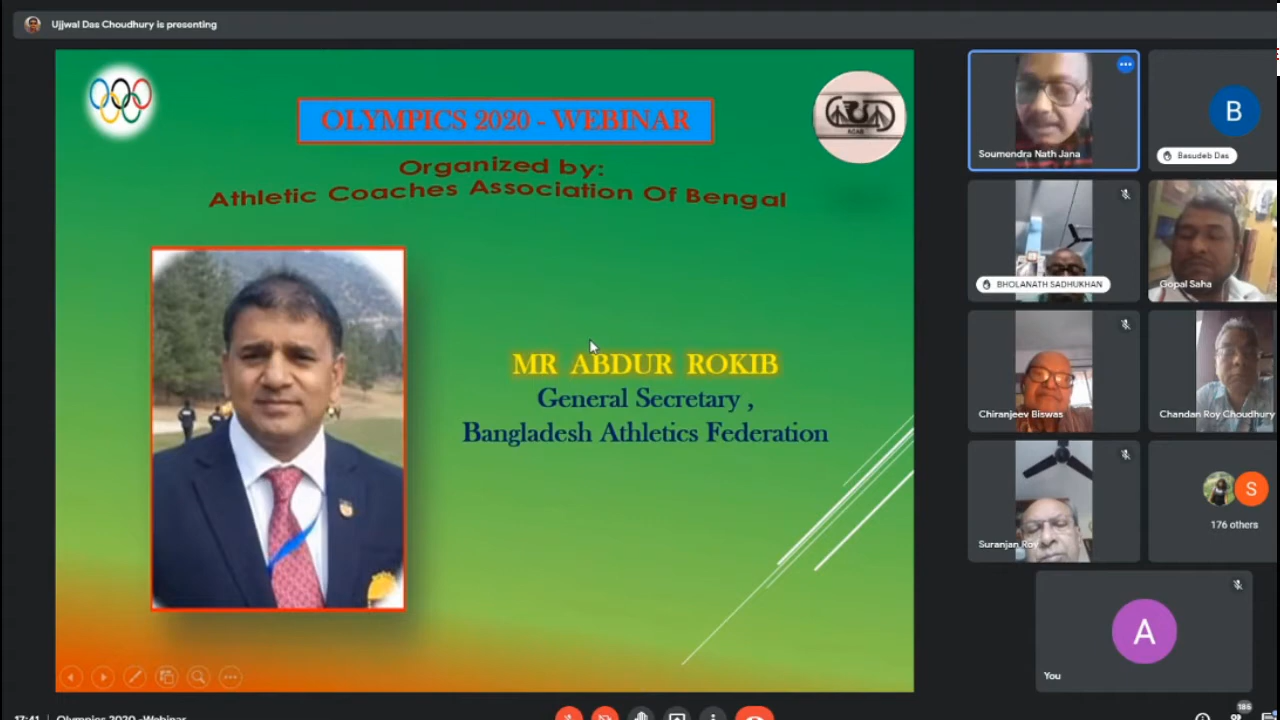 Ujjwal Das Choudhury is presenting
OLYMPICS 2020 - WEBINAR
Organized by:
Athletic Coaches Association Of Bengal
ACAB
MR ABDUR ROKIB
General Secretary ,
Bangladesh Athletics Federation
Soumendra Nath Jana
B
Basudeb Das
BHOLANATH SADHUKHAN
Gopal Saha
Chiranjeev Biswas
Chandan Roy Choudhury
Suranjan Roy
S
176 others
A
You
17:41
Olympics 2020 -Webinar
185